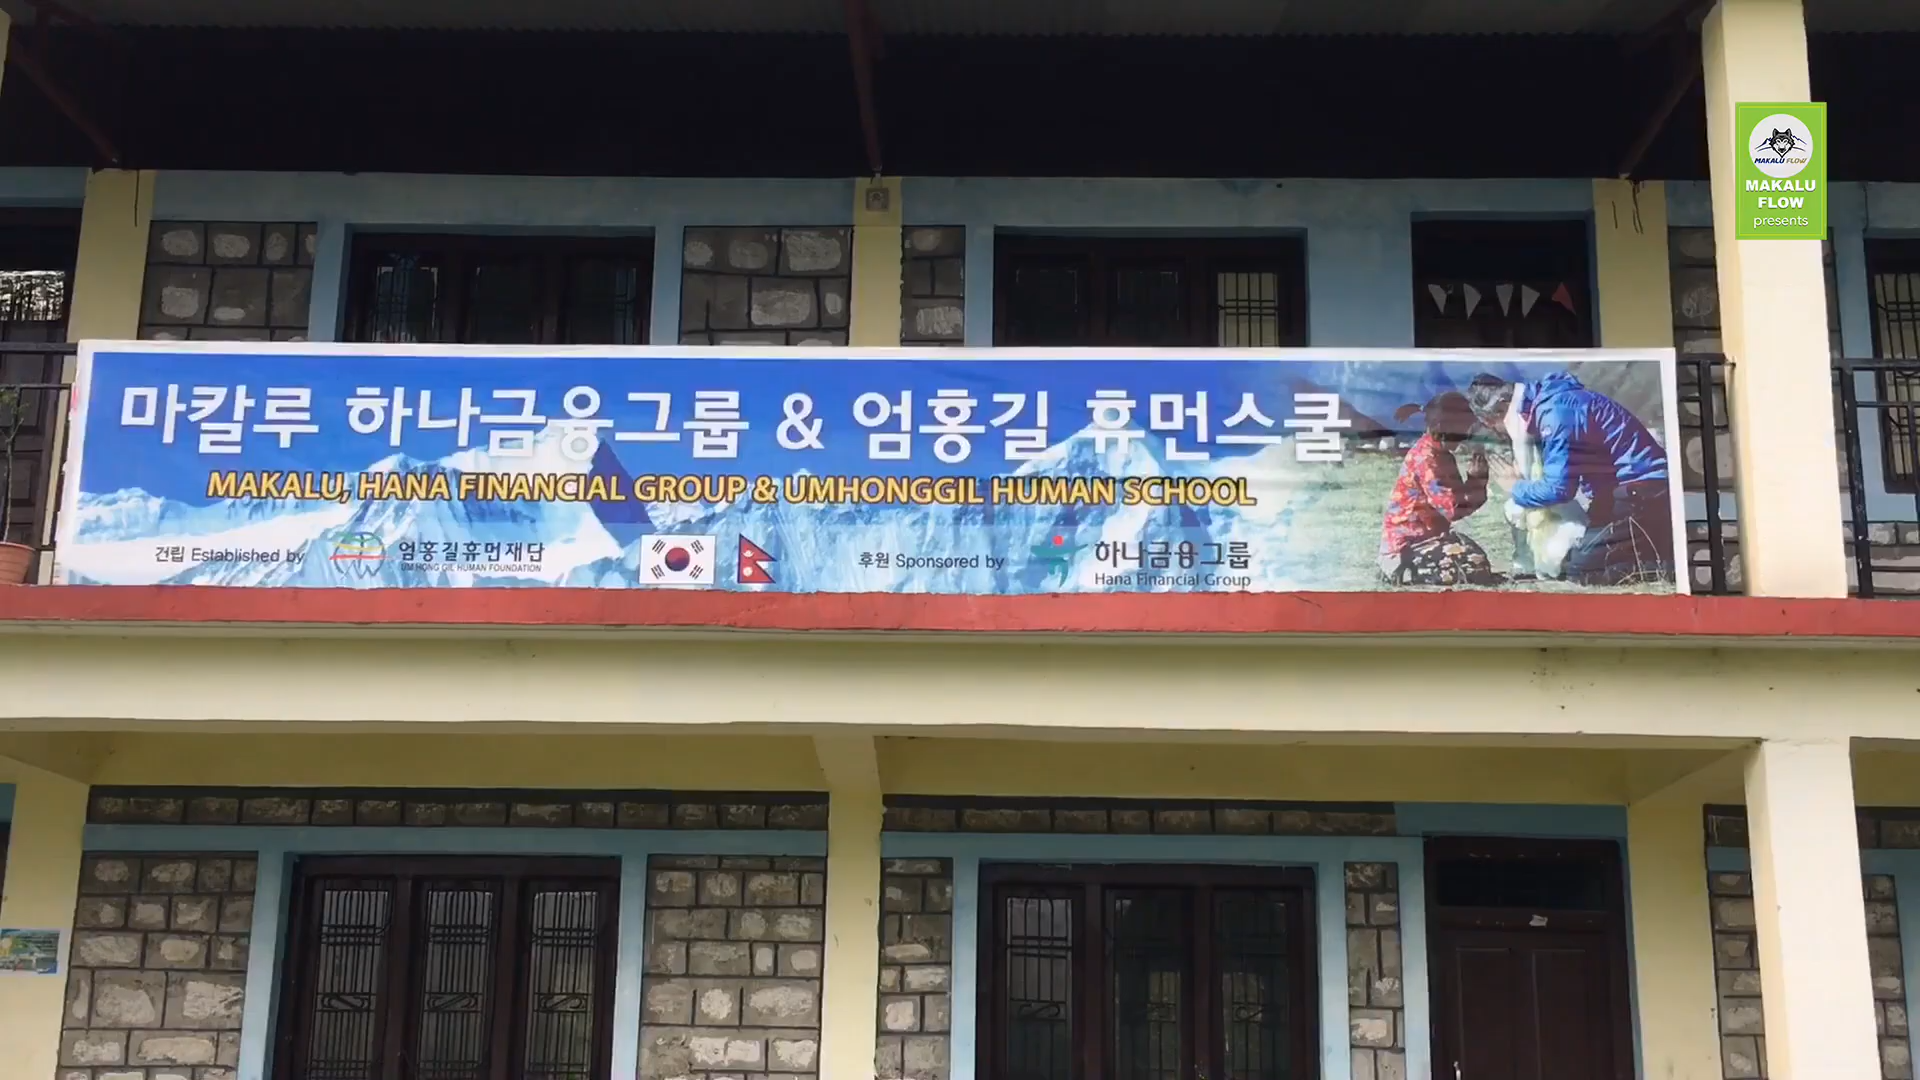 마칼루 하나금융그룹 & 엄홍길 휴먼스쿨
MAKALU, HANA FINANCIAL GROUP & UMHONGGIL HUMAN SCHOOL
건립 Established by 엄홍길휴먼재단
UM HONG GIL HUMAN FOUNDATION
후원 Sponsored by 하나금융그룹
Hana Financial Group
MAKALU FLOW
MAKALU
FLOW
presents